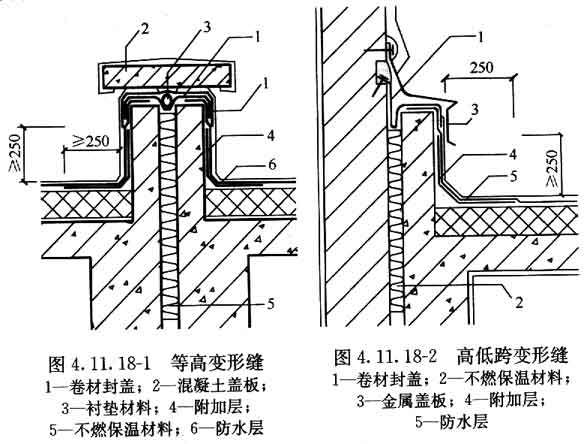 2
3
1
1
4
6
5
≥250
≥250
1
250
3
4
5
≥250
2
图 4.11.18-1 等高变形缝
1—卷材封盖；2—混凝土盖板；
3—衬垫材料；4—附加层；
5—不燃保温材料；6—防水层
图 4.11.18-2 高低跨变形缝
1—卷材封盖；2—不燃保温材料；
3—金属盖板；4—附加层；
5—防水层